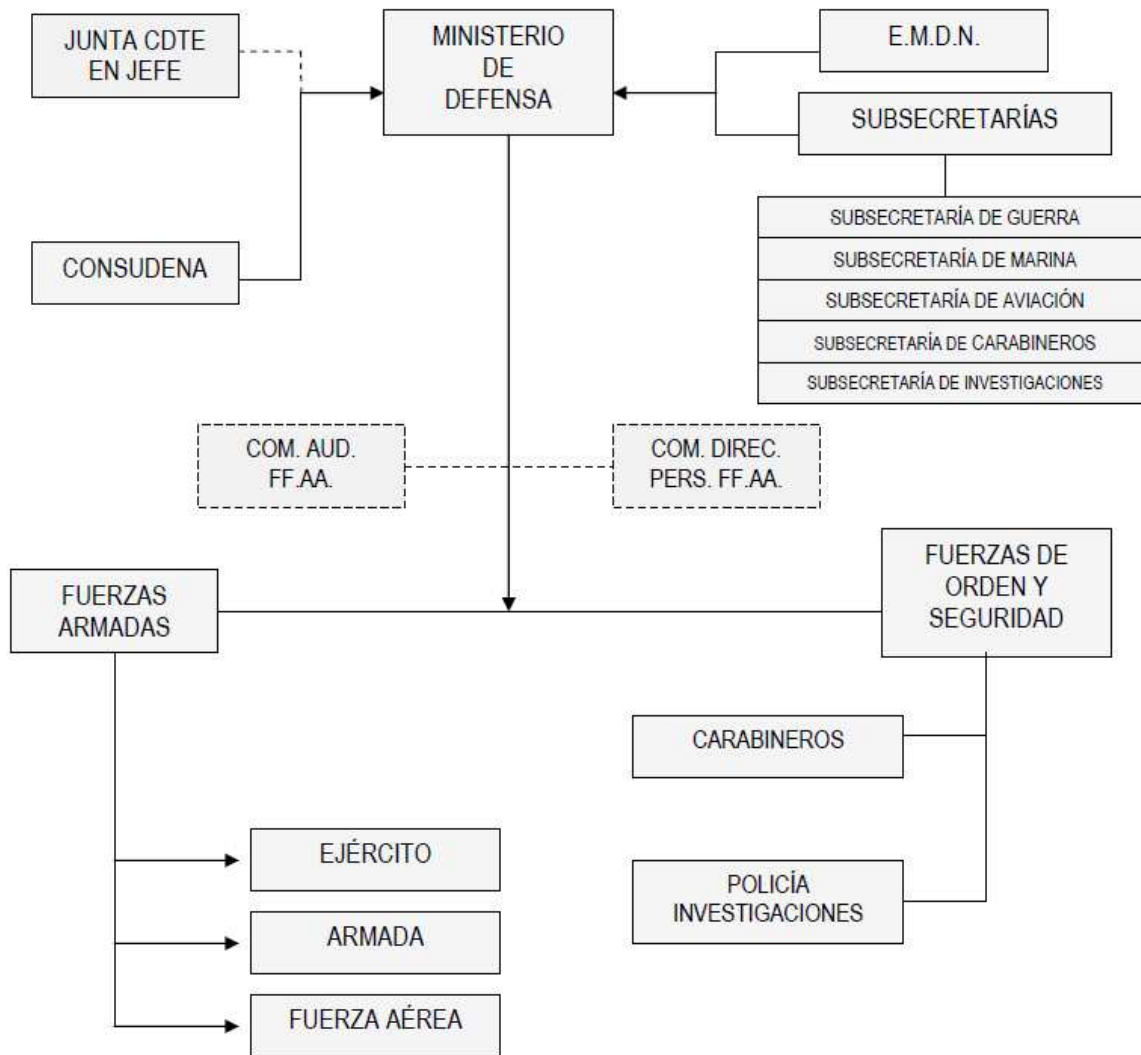 JUNTA CDTE
EN JEFE
MINISTERIO
DE
DEFENSA
E.M.D.N.
SUBSECRETARÍAS
CONSUDENA
SUBSECRETARÍA DE GUERRA
SUBSECRETARÍA DE MARINA
SUBSECRETARÍA DE AVIACIÓN
SUBSECRETARÍA DE CARABINEROS
SUBSECRETARÍA DE INVESTIGACIONES
COM. AUD.
FF.AA.
COM. DIREC.
PERS. FF.AA.
FUERZAS
ARMADAS
FUERZAS DE
ORDEN Y
SEGURIDAD
CARABINEROS
EJÉRCITO
POLICÍA
INVESTIGACIONES
ARMADA
FUERZA AÉREA